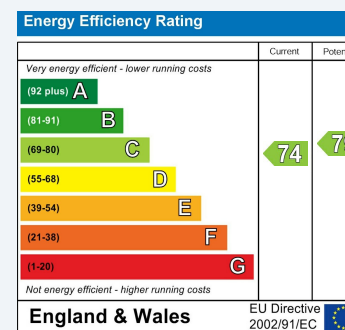 Energy Efficiency Rating
Current
Very energy efficient - lower running costs
(92 plus) A
(81-91) B
(69-80) C
74
(55-68) D
(39-54) E
(21-38) F
(1-20) G
Not energy efficient - higher running costs
England & Wales
EU Directive
2002/91/EC